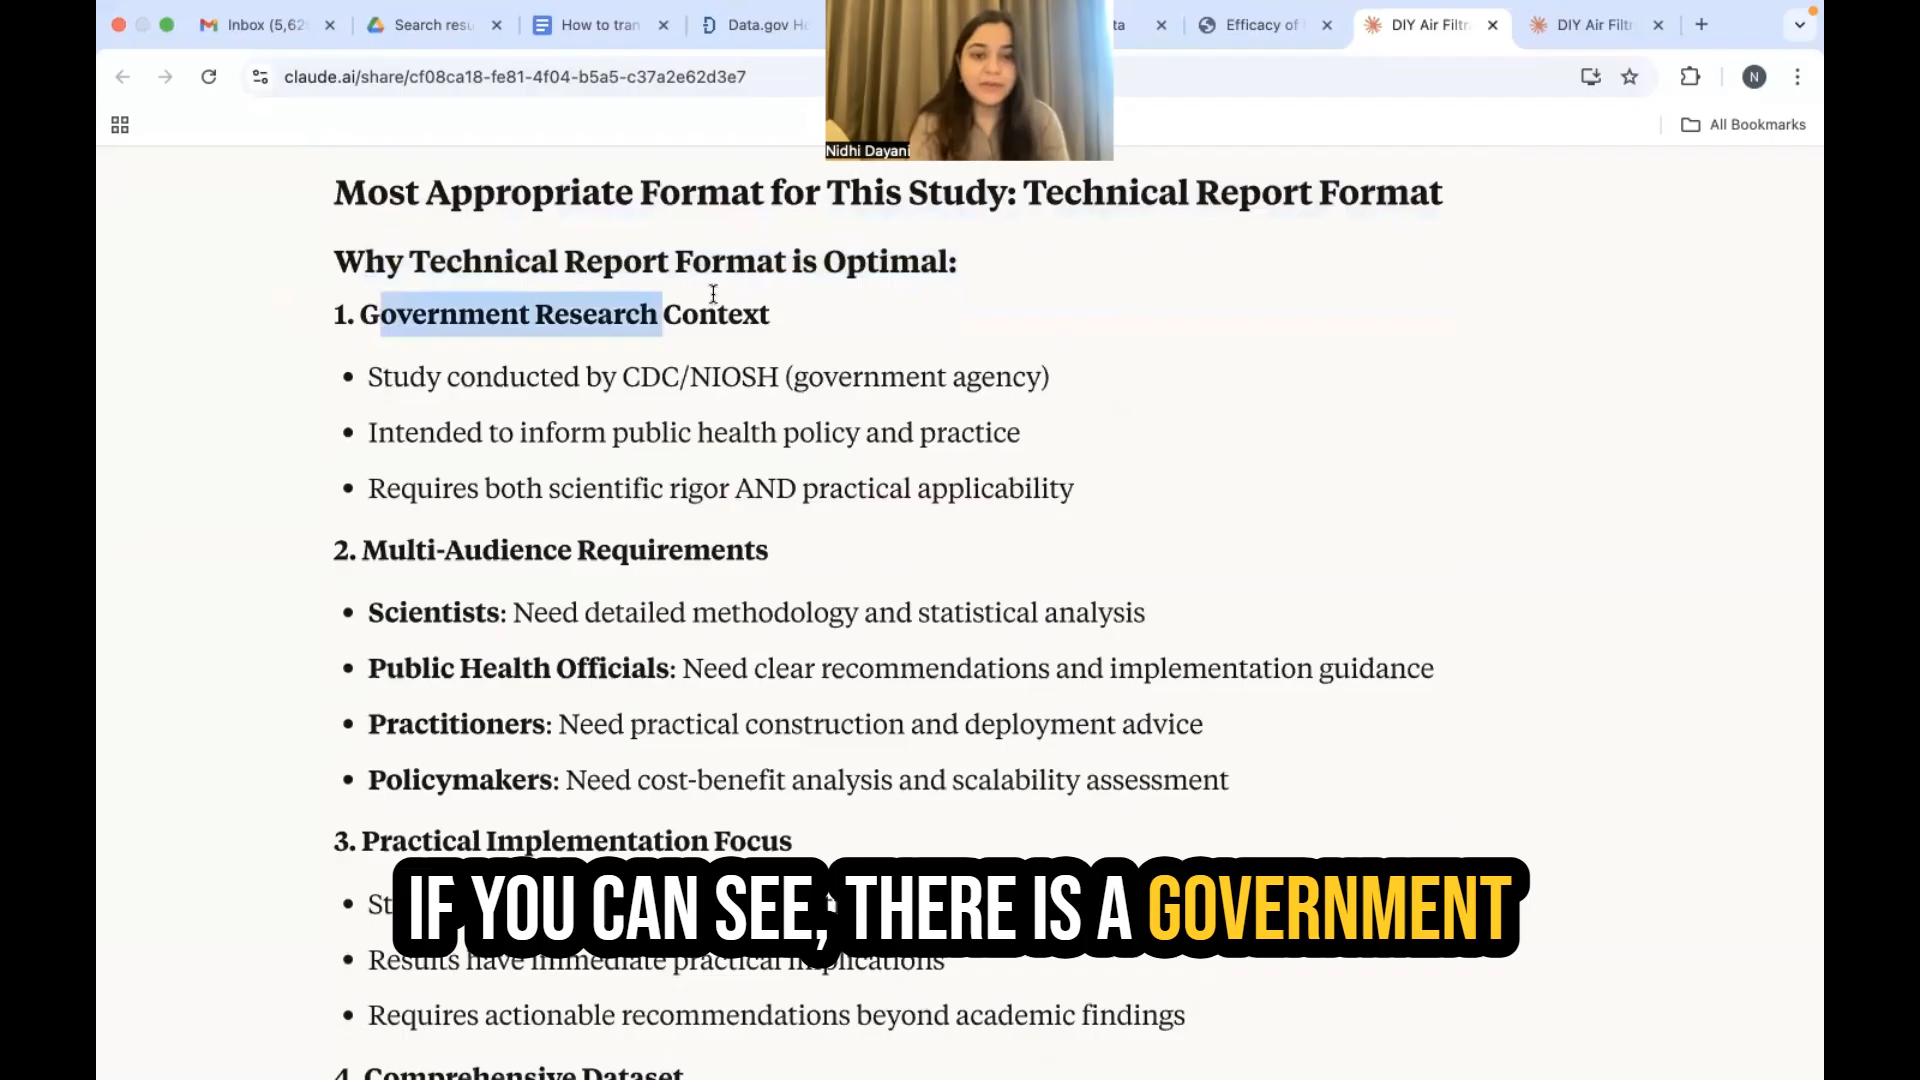 Inbox (5,62
Search resu
How to tran
Data.gov Ho
ta
Efficacy of
DIY Air Filtr
DIY Air Filtr
claude.ai/share/cf08ca18-fe81-4f04-b5a5-c37a2e62d3e7
N
All Bookmarks
Nidhi Dayani
Most Appropriate Format for This Study: Technical Report Format
Why Technical Report Format is Optimal:
1. Government Research Context
• Study conducted by CDC/NIOSH (government agency)
• Intended to inform public health policy and practice
• Requires both scientific rigor AND practical applicability
2. Multi-Audience Requirements
• Scientists: Need detailed methodology and statistical analysis
• Public Health Officials: Need clear recommendations and implementation guidance
• Practitioners: Need practical construction and deployment advice
• Policymakers: Need cost-benefit analysis and scalability assessment
3. Practical Implementation Focus
• St
IF YOU CAN SEE, THERE IS A GOVERNMENT
• Results have immediate practical implications
• Requires actionable recommendations beyond academic findings
4. Comprehensive Dataset